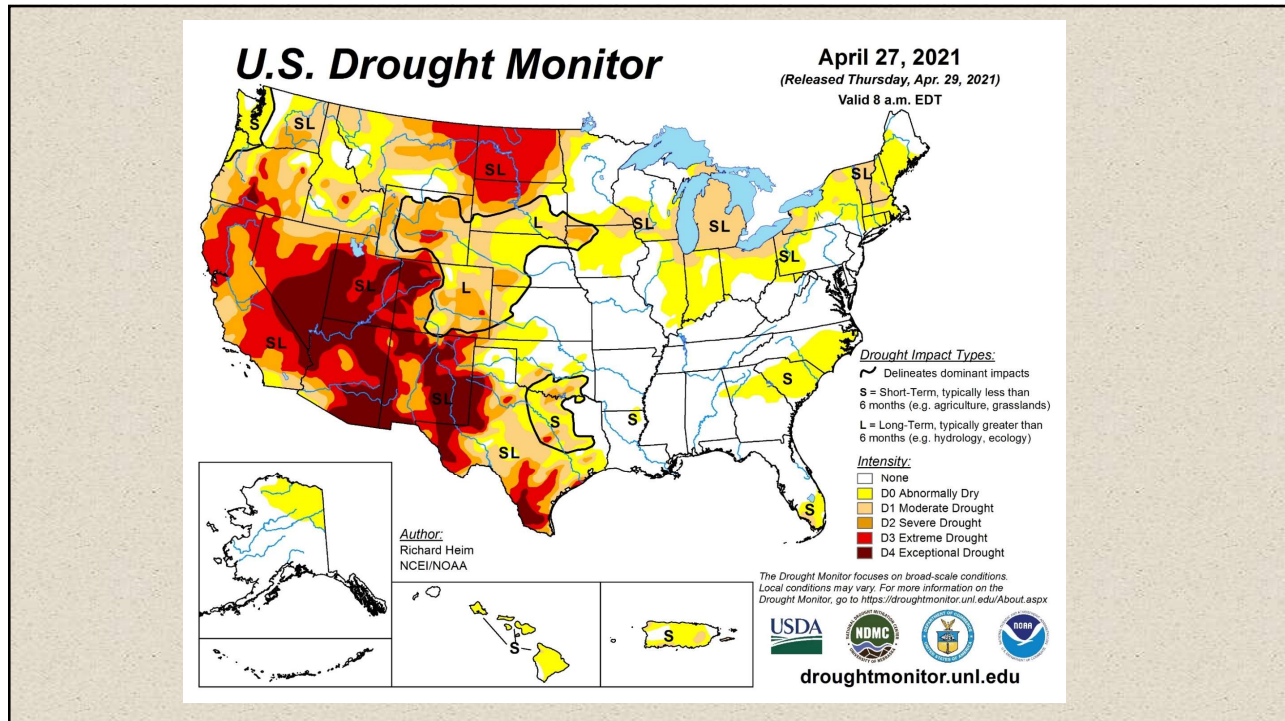 U.S. Drought Monitor
April 27, 2021
(Released Thursday, Apr. 29, 2021)
Valid 8 a.m. EDT
S
SL
SL
SL
L
SL
SL
SL
SL
L
SL
SL
S
S
SL
S
S
Drought Impact Types:
Delineates dominant impacts
S = Short-Term, typically less than
6 months (e.g. agriculture, grasslands)
L = Long-Term, typically greater than
6 months (e.g. hydrology, ecology)
Intensity:
None
D0 Abnormally Dry
D1 Moderate Drought
D2 Severe Drought
D3 Extreme Drought
D4 Exceptional Drought
Author:
Richard Heim
NCEI/NOAA
S
S
The Drought Monitor focuses on broad-scale conditions.
Local conditions may vary. For more information on the
Drought Monitor, go to https://droughtmonitor.unl.edu/About.aspx
USDA
NDMC
NOAA
droughtmonitor.unl.edu